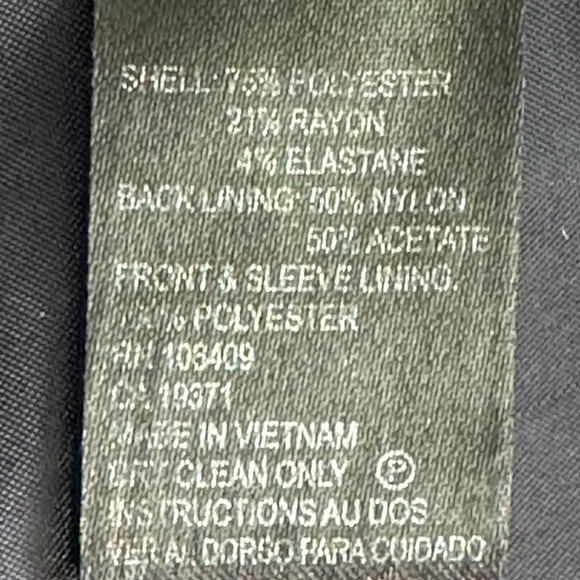 SHELL: 75% POLYESTER
21% RAYON
4% ELASTANE
BACK LINING: 50% NYLON
50% ACETATE
FRONT & SLEEVE LINING:
100% POLYESTER
RN 106409
CA 19371
MADE IN VIETNAM
DRY CLEAN ONLY Ⓟ
INSTRUCTIONS AU DOS
VER AL DORSO PARA CUIDADO